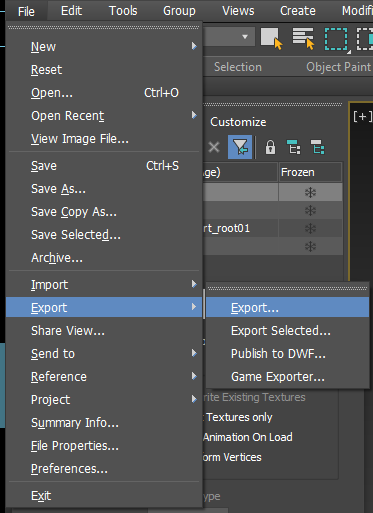 File Edit Tools Group Views Create Modifi
Selection Object Paint
New
Reset
Open... Ctrl+O
Open Recent
View Image File...
Save Ctrl+S
Save As...
Save Copy As...
Save Selected...
Archive...
Import
Export
Share View...
Send to
Reference
Project
Summary Info...
File Properties...
Preferences...
Exit
Customize
Age) Frozen
rt_root01
[+]
Export...
Export Selected...
Publish to DWF...
Game Exporter...
rite Existing Textures
t Textures only
Animation On Load
orm Vertices
ype